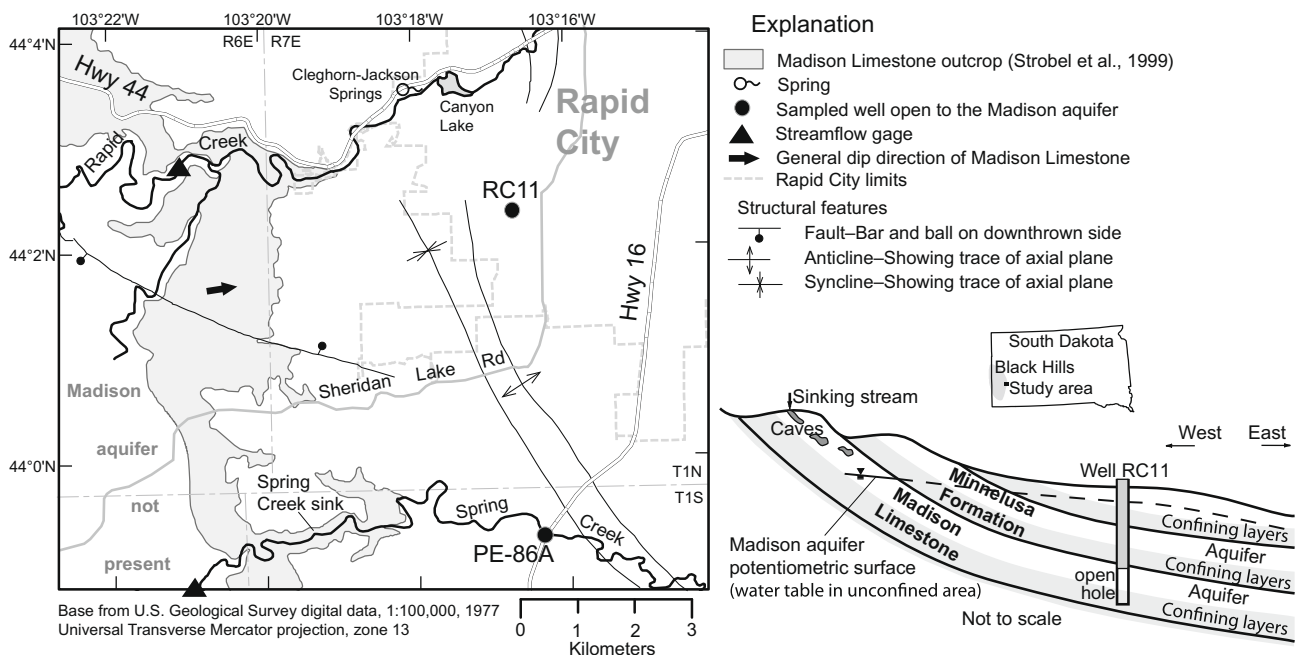 103°22'W
103°20'W
103°18'W
103°16'W
44°4'N
44°2'N
44°0'N
R6E
R7E
Hwy 44
Cleghorn-Jackson
Springs
Canyon
Lake
Rapid
City
Rapid
Creek
RC11
Hwy 16
Sheridan Lake Rd
Madison
aquifer
not
present
T1N
T1S
Spring
Creek sink
Spring
Creek
PE-86A
Base from U.S. Geological Survey digital data, 1:100,000, 1977
Universal Transverse Mercator projection, zone 13
0 1 2 3
Kilometers
Explanation
Madison Limestone outcrop (Strobel et al., 1999)
Spring
Sampled well open to the Madison aquifer
Streamflow gage
General dip direction of Madison Limestone
Rapid City limits
Structural features
Fault–Bar and ball on downthrown side
Anticline–Showing trace of axial plane
Syncline–Showing trace of axial plane
South Dakota
Black Hills
Study area
Sinking stream
Caves
West
East
Well RC11
Minnelusa
Formation
Madison
Limestone
Confining layers
Aquifer
Confining layers
Aquifer
Confining layers
open
hole
Madison aquifer
potentiometric surface
(water table in unconfined area)
Not to scale